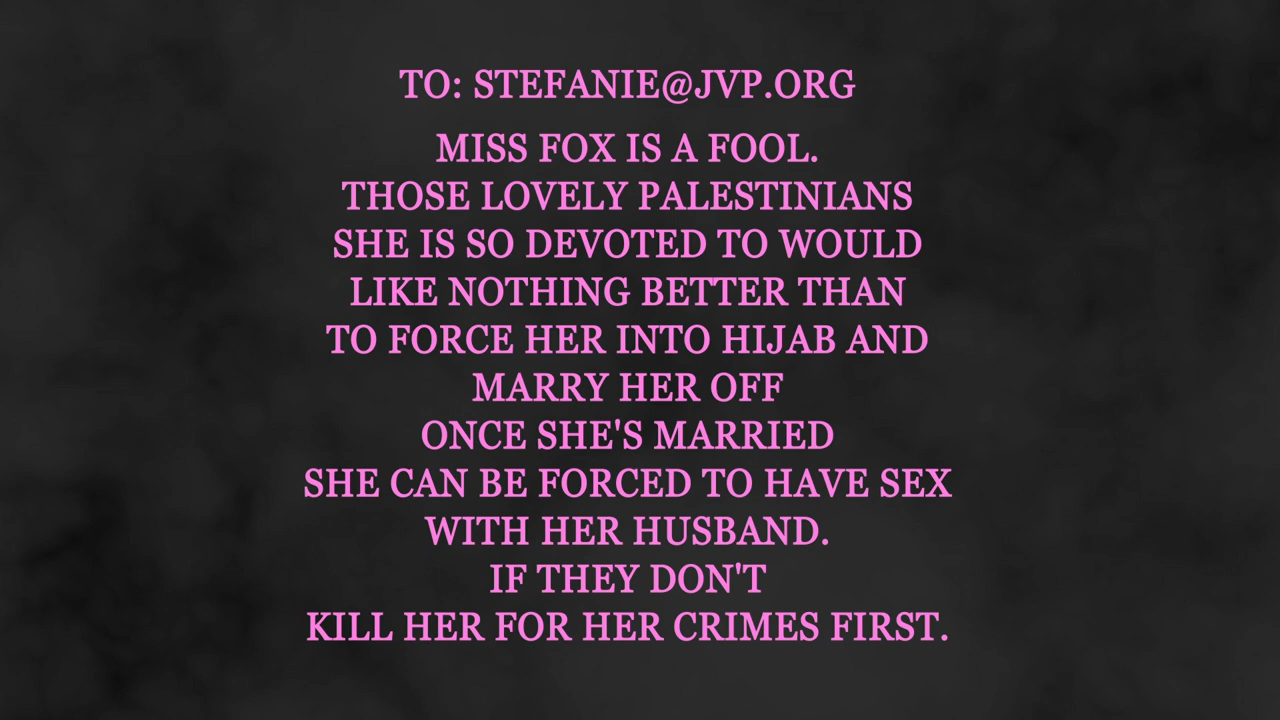 TO: STEFANIE@JVP.ORG
MISS FOX IS A FOOL.
THOSE LOVELY PALESTINIANS
SHE IS SO DEVOTED TO WOULD
LIKE NOTHING BETTER THAN
TO FORCE HER INTO HIJAB AND
MARRY HER OFF
ONCE SHE'S MARRIED
SHE CAN BE FORCED TO HAVE SEX
WITH HER HUSBAND.
IF THEY DON'T
KILL HER FOR HER CRIMES FIRST.